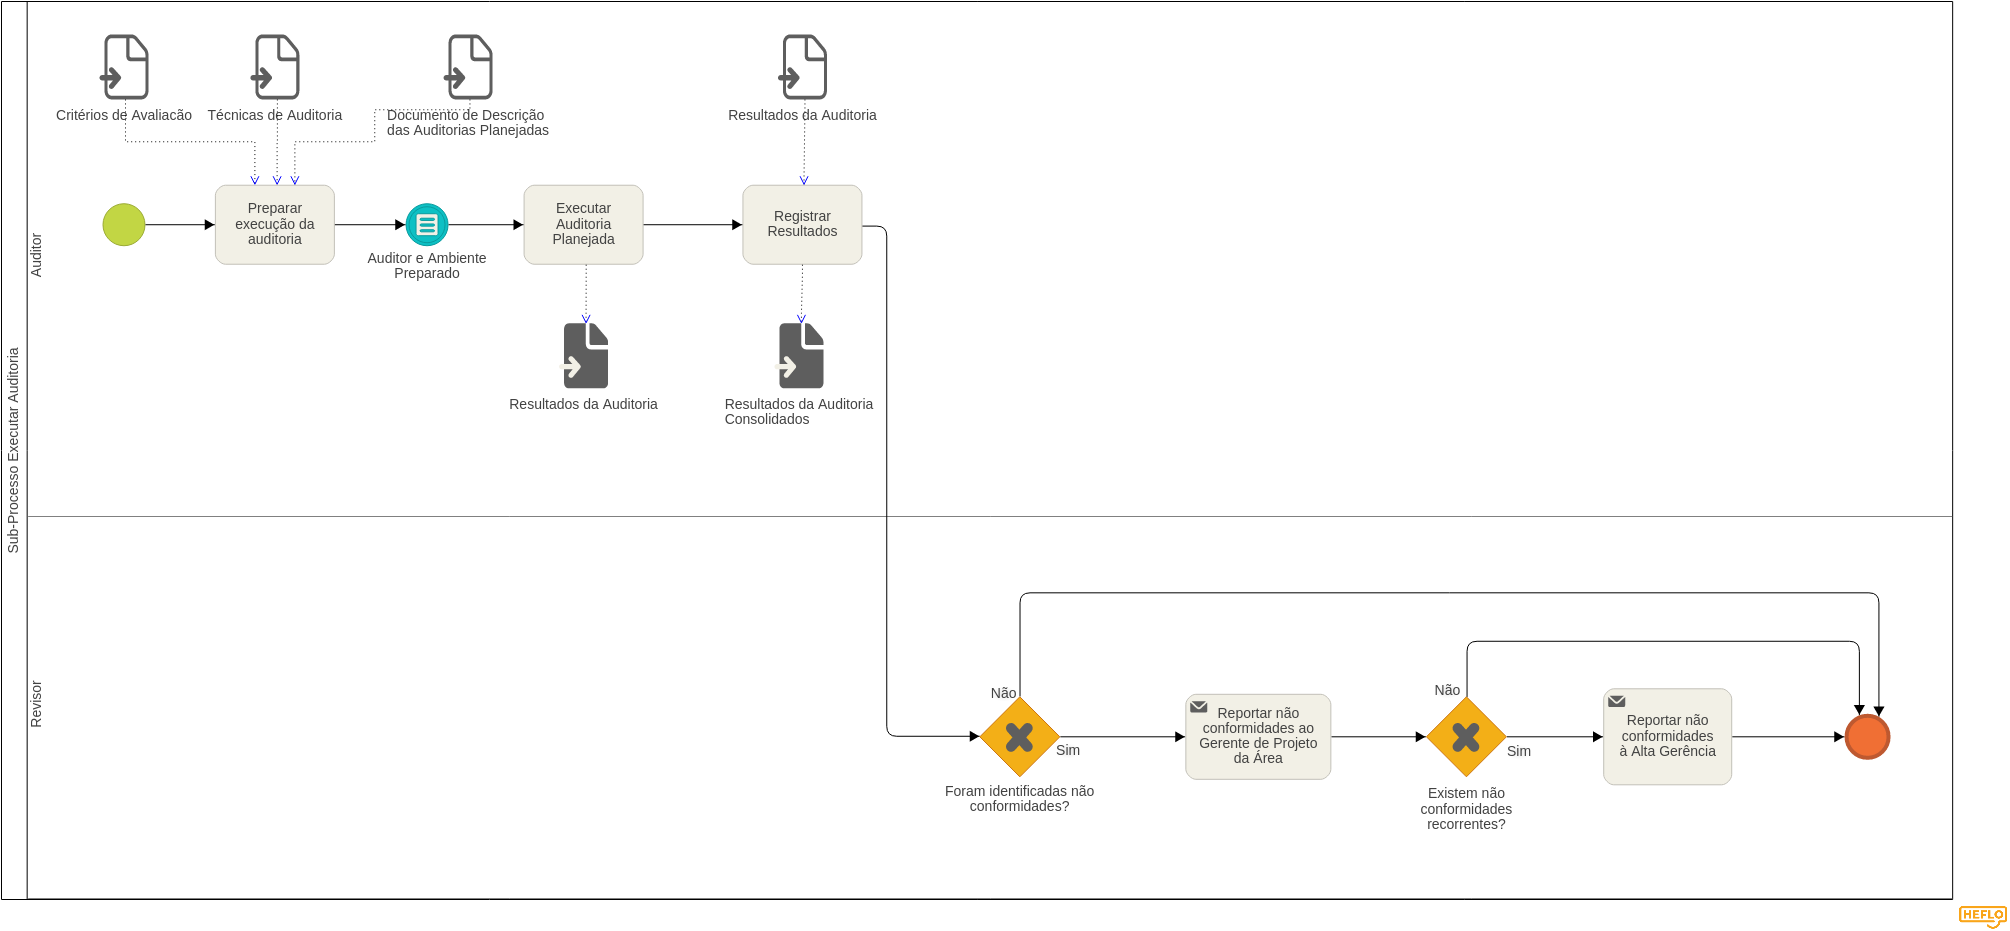 Sub-Processo Executar Auditoria
Auditor
Critérios de Avaliacão
Técnicas de Auditoria
Documento de Descrição
das Auditorias Planejadas
Resultados da Auditoria
Preparar
execução da
auditoria
Auditor e Ambiente
Preparado
Executar
Auditoria
Planejada
Registrar
Resultados
Resultados da Auditoria
Resultados da Auditoria
Consolidados
Revisor
Não
Sim
Foram identificadas não
conformidades?
Reportar não
conformidades ao
Gerente de Projeto
da Área
Não
Sim
Existem não
conformidades
recorrentes?
Reportar não
conformidades
à Alta Gerência
HEFLO